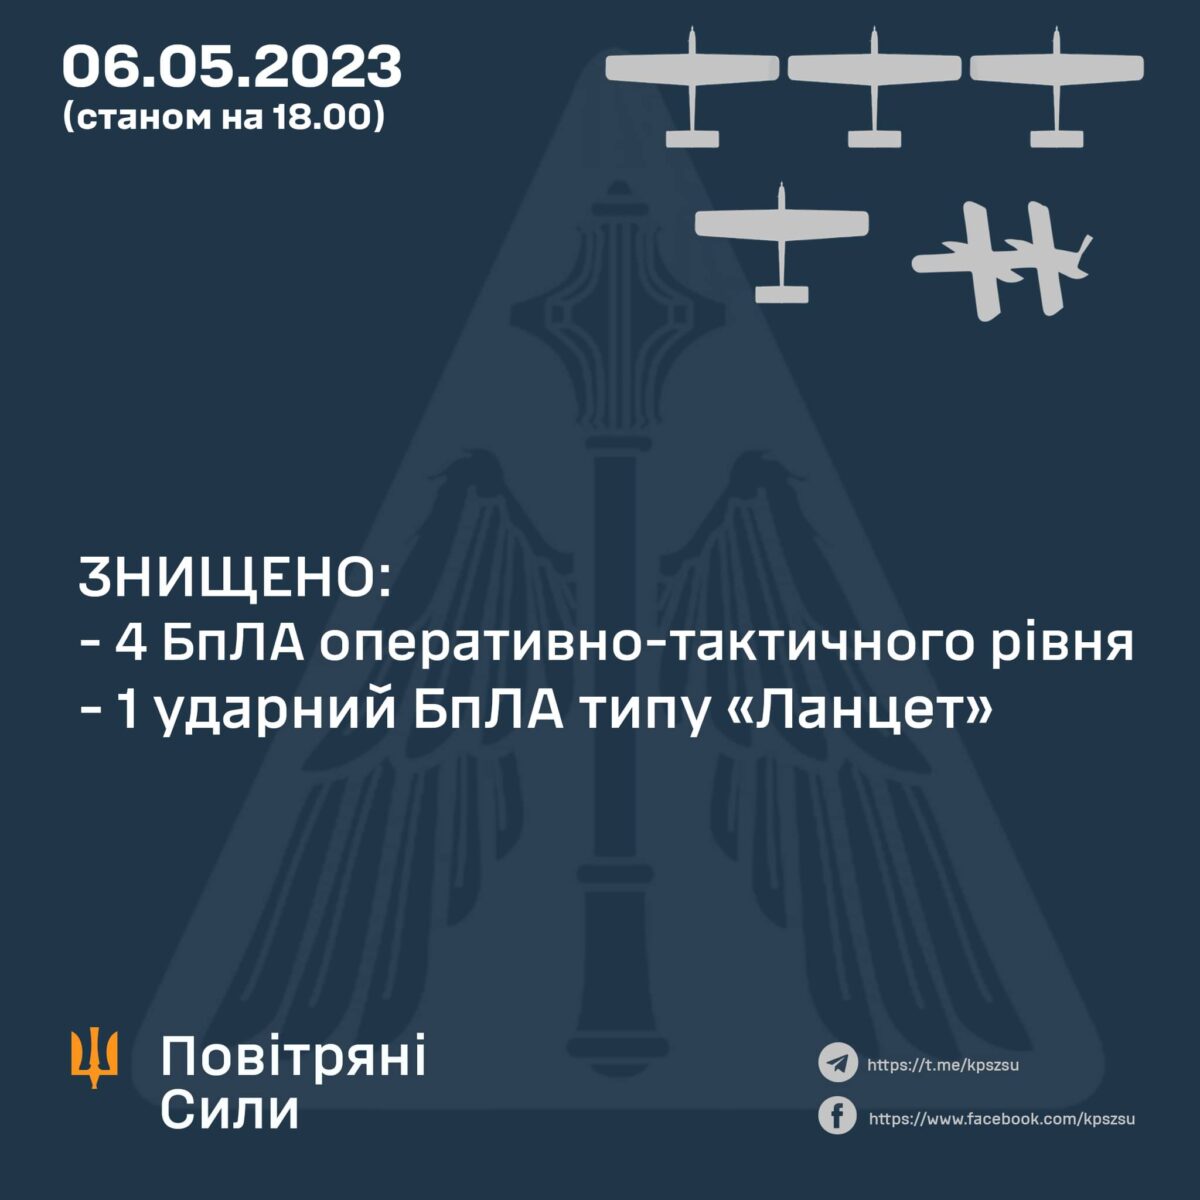 06.05.2023
(станом на 18.00)
ЗНИЩЕНО:
- 4 БпЛА оперативно-тактичного рівня
- 1 ударний БпЛА типу «Ланцет»
Повітряні
Сили
https://t.me/kpszsu
https://www.facebook.com/kpszsu